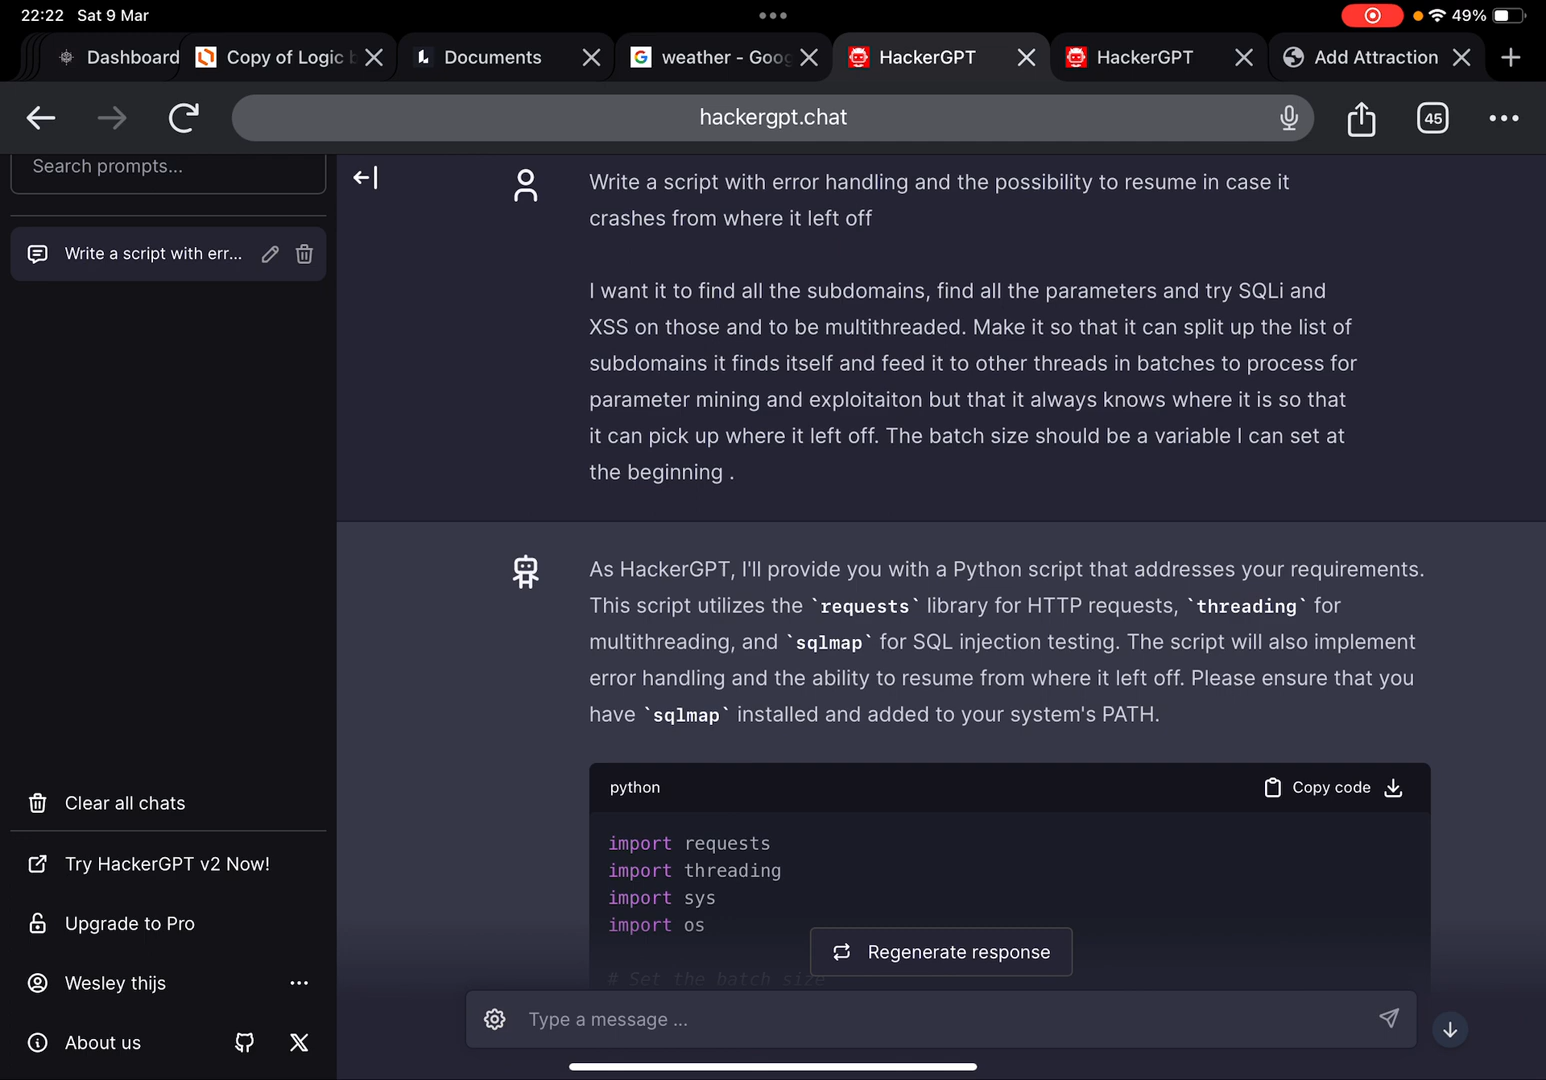 22:22 Sat 9 Mar
49%
Dashboard
Copy of Logic b
Documents
weather - Goog
HackerGPT
HackerGPT
Add Attraction
hackergpt.chat
45
Search prompts...
Write a script with err...
Clear all chats
Try HackerGPT v2 Now!
Upgrade to Pro
Wesley thijs
About us
Write a script with error handling and the possibility to resume in case it
crashes from where it left off
I want it to find all the subdomains, find all the parameters and try SQLi and
XSS on those and to be multithreaded. Make it so that it can split up the list of
subdomains it finds itself and feed it to other threads in batches to process for
parameter mining and exploitaiton but that it always knows where it is so that
it can pick up where it left off. The batch size should be a variable I can set at
the beginning .
As HackerGPT, I'll provide you with a Python script that addresses your requirements.
This script utilizes the `requests` library for HTTP requests, `threading` for
multithreading, and `sqlmap` for SQL injection testing. The script will also implement
error handling and the ability to resume from where it left off. Please ensure that you
have `sqlmap` installed and added to your system's PATH.
python
Copy code
import requests
import threading
import sys
import os
# Set the batch size
Regenerate response
Type a message ...